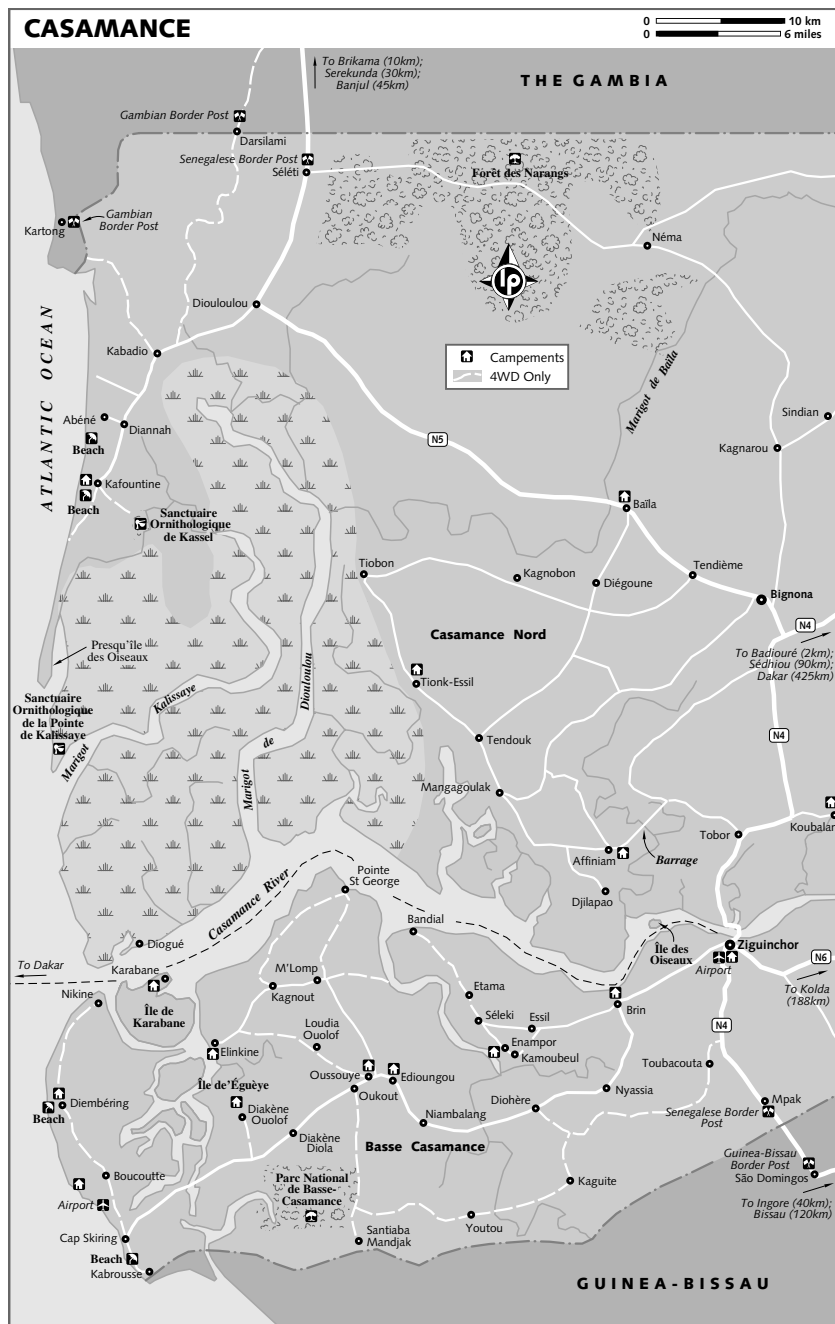 CASAMANCE
0 10 km
0 6 miles
To Brikama (10km);
Serekunda (30km);
Banjul (45km)
THE GAMBIA
Gambian Border Post
Darsilami
Senegalese Border Post
Séléti
Forêt des Narangs
Gambian
Border Post
Kartong
Néma
lp
Diouloulou
ATLANTIC OCEAN
Kabadio
Campements
4WD Only
Marigot de Baïla
Sindian
Abéné
Diannah
Beach
N5
Kagnarou
Kafountine
Beach
Baïla
Sanctuaire
Ornithologique
de Kassel
Tiobon
Kagnobon
Diégoune
Tendième
Bignona
N4
Casamance Nord
To Badiouré (2km);
Sédhiou (90km);
Dakar (425km)
Presqu'île
des Oiseaux
Tionk-Essil
Sanctuaire
Ornithologique
de la Pointe
de Kalissaye
Marigot Kalissaye
Marigot de Diouloulou
Tendouk
N4
Mangagoulak
Koubalan
Tobor
Affiniam
Barrage
Djilapao
Pointe
St George
Casamance River
Bandial
Diogué
Île des
Oiseaux
Ziguinchor
Airport
N6
To Dakar
Karabane
Nikine
Île de
Karabane
M'Lomp
Kagnout
Etama
To Kolda
(188km)
Séleki
Essil
Brin
N4
Loudia
Ouolof
Elinkine
Enampor
Kamoubeul
Toubacouta
Île de'Éguèye
Oussouye
Edioungou
Oukout
Nyassia
Diembéring
Beach
Diakène
Ouolof
Niambalang
Diohère
Mpak
Senegalese Border
Post
Diakène
Diola
Basse Casamance
Guinea-Bissau
Border Post
São Domingos
Boucoutte
Parc National
de Basse-
Casamance
Kaguite
Airport
To Ingore (40km);
Bissau (120km)
Youtou
Cap Skiring
Santiaba
Mandjak
Beach
Kabrousse
GUINEA-BISSAU